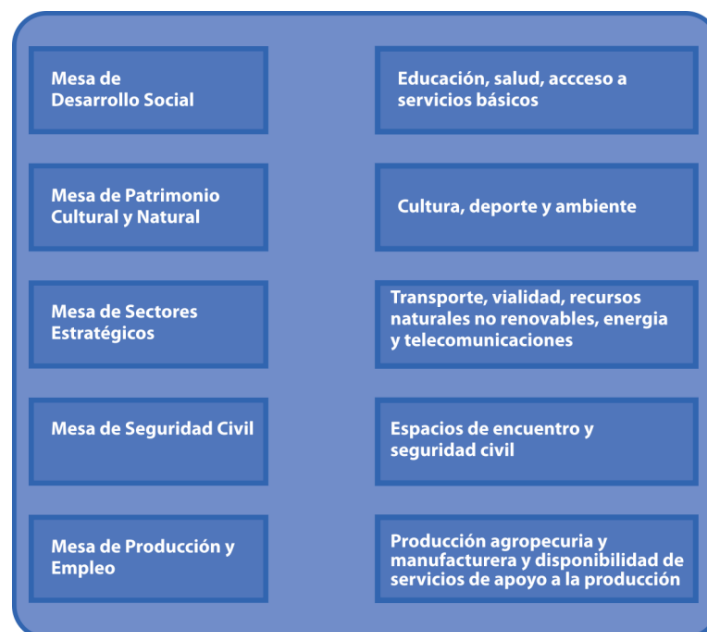 Mesa de
Desarrollo Social
Educación, salud, accceso a
servicios básicos
Mesa de Patrimonio
Cultural y Natural
Cultura, deporte y ambiente
Mesa de Sectores
Estratégicos
Transporte, vialidad, recursos
naturales no renovables, energia
y telecomunicaciones
Mesa de Seguridad Civil
Espacios de encuentro y
seguridad civil
Mesa de Producción y
Empleo
Producción agropecuria y
manufacturera y disponibilidad de
servicios de apoyo a la producción